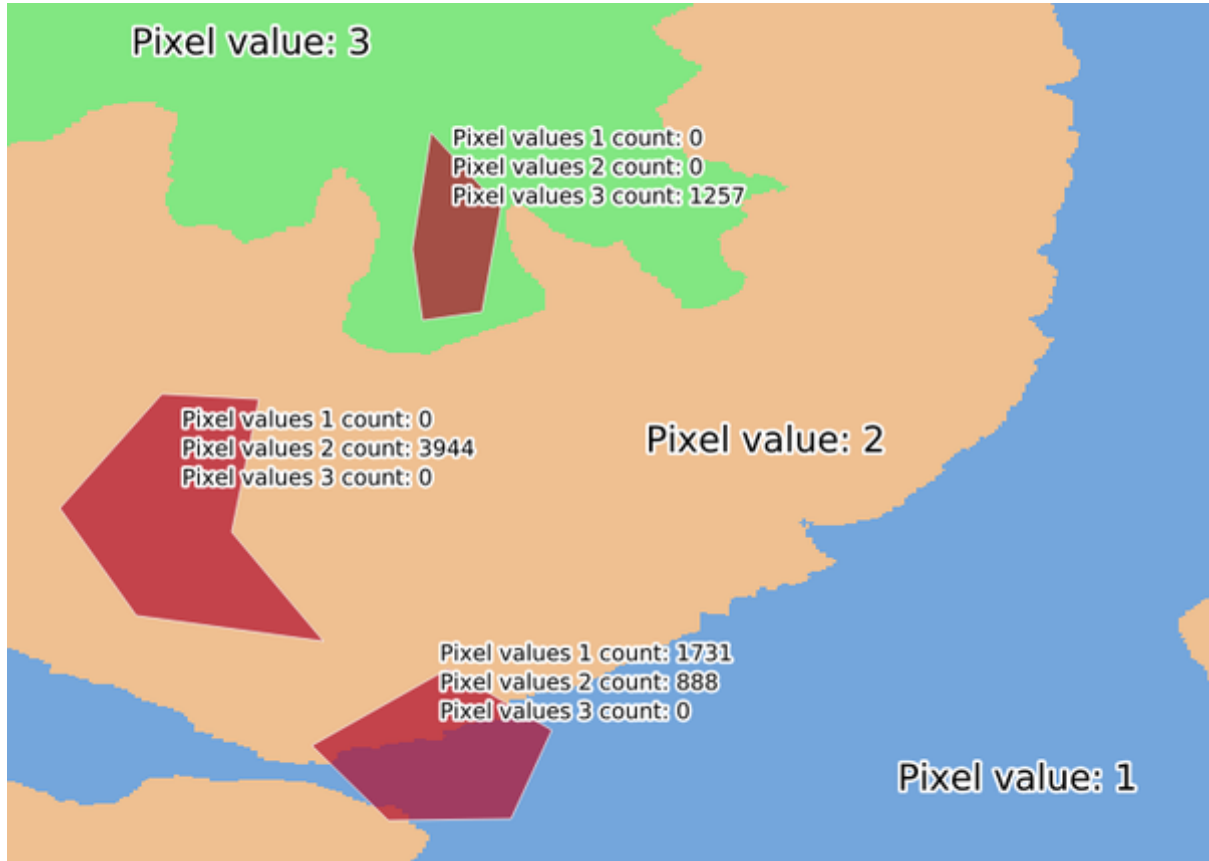 Pixel value: 3
Pixel values 1 count: 0
Pixel values 2 count: 0
Pixel values 3 count: 1257
Pixel values 1 count: 0
Pixel values 2 count: 3944
Pixel values 3 count: 0
Pixel value: 2
Pixel values 1 count: 1731
Pixel values 2 count: 888
Pixel values 3 count: 0
Pixel value: 1